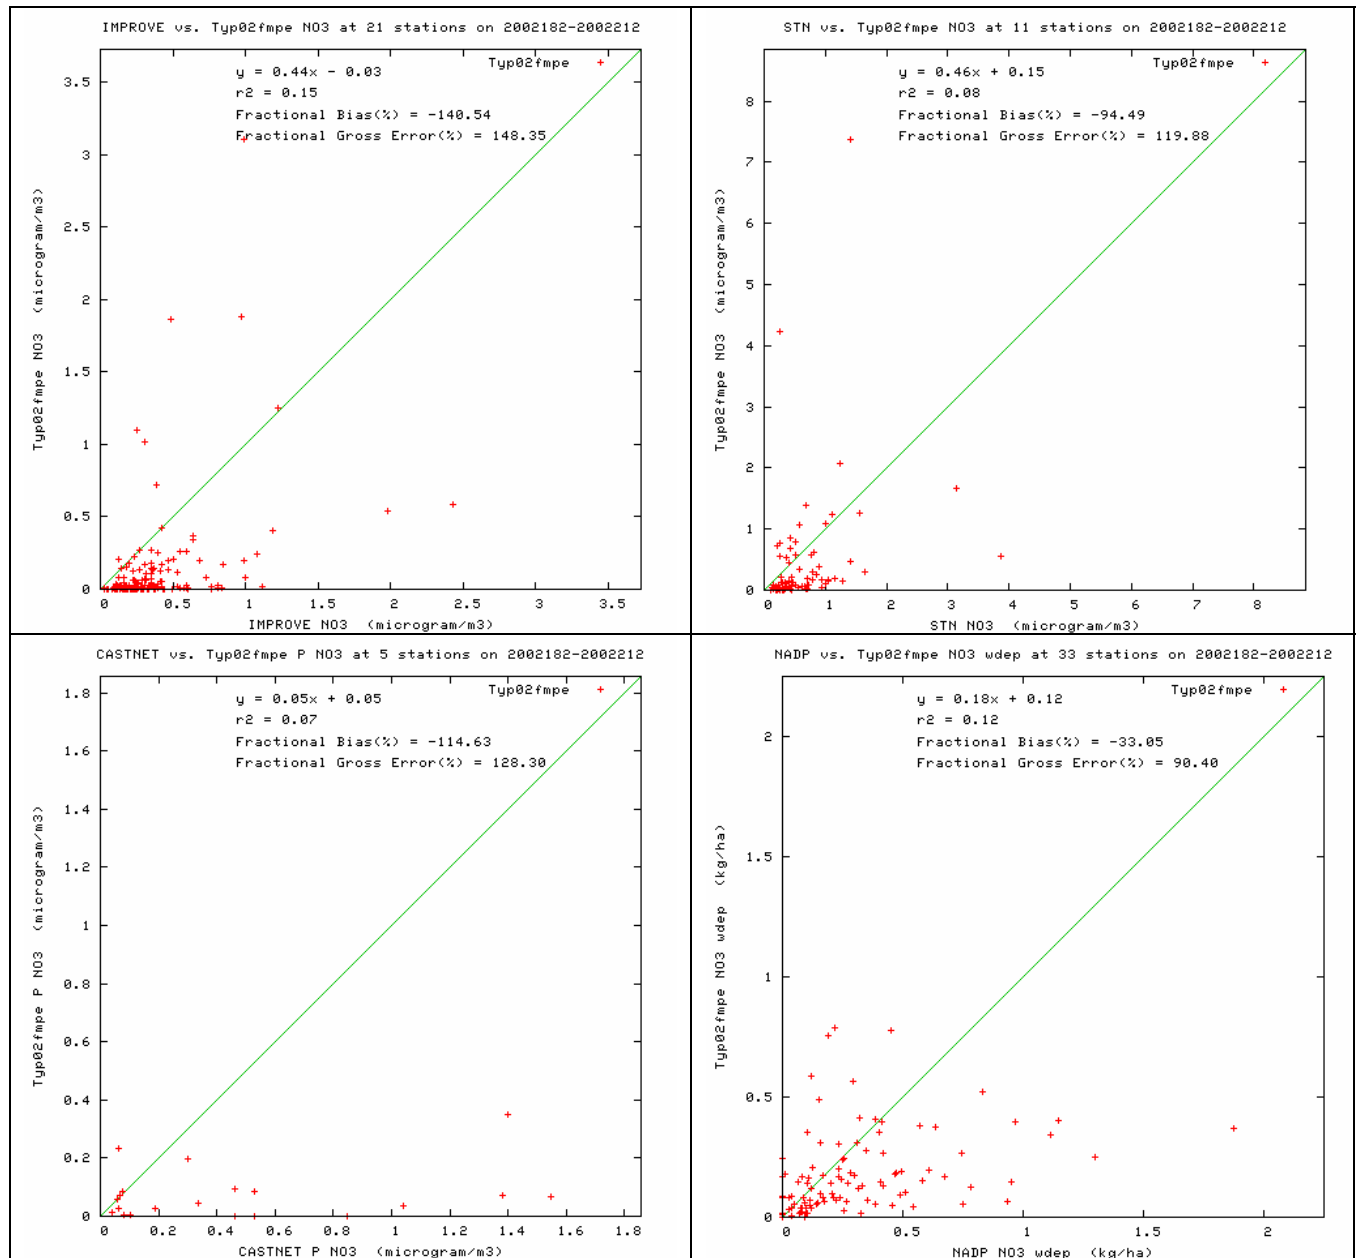 IMPROVE vs. Typ02fmpe NO3 at 21 stations on 2002182-2002212
Typ02fmpe
y = 0.44x - 0.03
r2 = 0.15
Fractional Bias(%) = -140.54
Fractional Gross Error(%) = 148.35
3.5
3
2.5
2
1.5
1
0.5
0
Typ02fmpe NO3 (microgram/m3)
0 0.5 1 1.5 2 2.5 3 3.5
IMPROVE NO3 (microgram/m3)
STN vs. Typ02fmpe NO3 at 11 stations on 2002182-2002212
Typ02fmpe
y = 0.46x + 0.15
r2 = 0.08
Fractional Bias(%) = -94.49
Fractional Gross Error(%) = 119.88
8
7
6
5
4
3
2
1
0
Typ02fmpe NO3 (microgram/m3)
0 1 2 3 4 5 6 7 8
STN NO3 (microgram/m3)
CASTNET vs. Typ02fmpe P NO3 at 5 stations on 2002182-2002212
Typ02fmpe
y = 0.05x + 0.05
r2 = 0.07
Fractional Bias(%) = -114.63
Fractional Gross Error(%) = 128.30
1.8
1.6
1.4
1.2
1
0.8
0.6
0.4
0.2
0
Typ02fmpe P NO3 (microgram/m3)
0 0.2 0.4 0.6 0.8 1 1.2 1.4 1.6 1.8
CASTNET P NO3 (microgram/m3)
NADP vs. Typ02fmpe NO3 wdep at 33 stations on 2002182-2002212
Typ02fmpe
y = 0.18x + 0.12
r2 = 0.12
Fractional Bias(%) = -33.05
Fractional Gross Error(%) = 90.40
2
1.5
1
0.5
0
Typ02fmpe NO3 wdep (kg/ha)
0 0.5 1 1.5 2
NADP NO3 wdep (kg/ha)